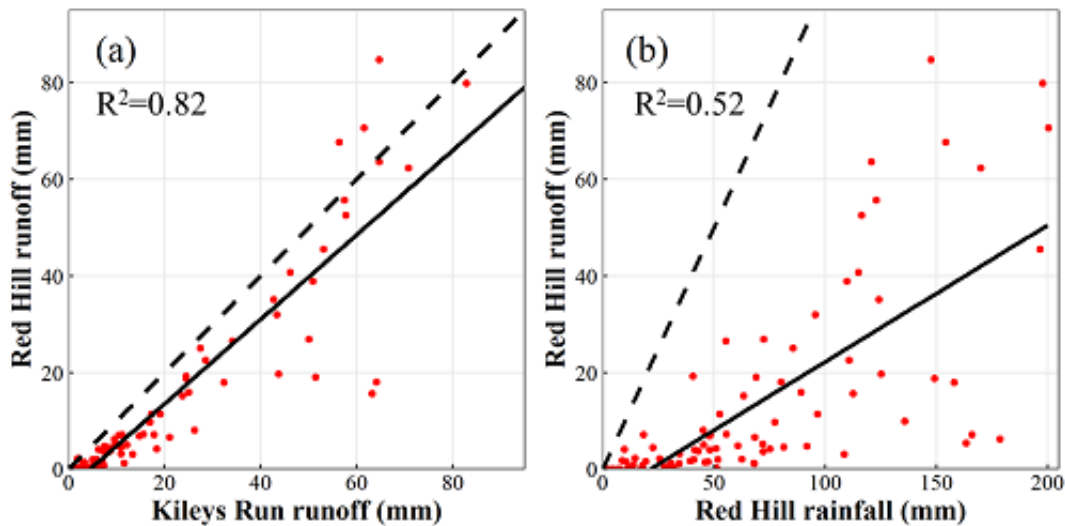 (a)
R²=0.82
Red Hill runoff (mm)
80
60
40
20
0
0 20 40 60 80
Kileys Run runoff (mm)
(b)
R²=0.52
Red Hill runoff (mm)
80
60
40
20
0
0 50 100 150 200
Red Hill rainfall (mm)